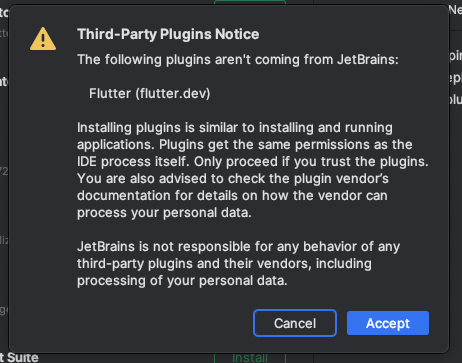 Third-Party Plugins Notice
The following plugins aren't coming from JetBrains:
Flutter (flutter.dev)
Installing plugins is similar to installing and running
applications. Plugins get the same permissions as the
IDE process itself. Only proceed if you trust the plugins.
You are also advised to check the plugin vendor’s
documentation for details on how the vendor can
process your personal data.
JetBrains is not responsible for any behavior of any
third-party plugins and their vendors, including
processing of your personal data.
Cancel
Accept
t Suite
Install